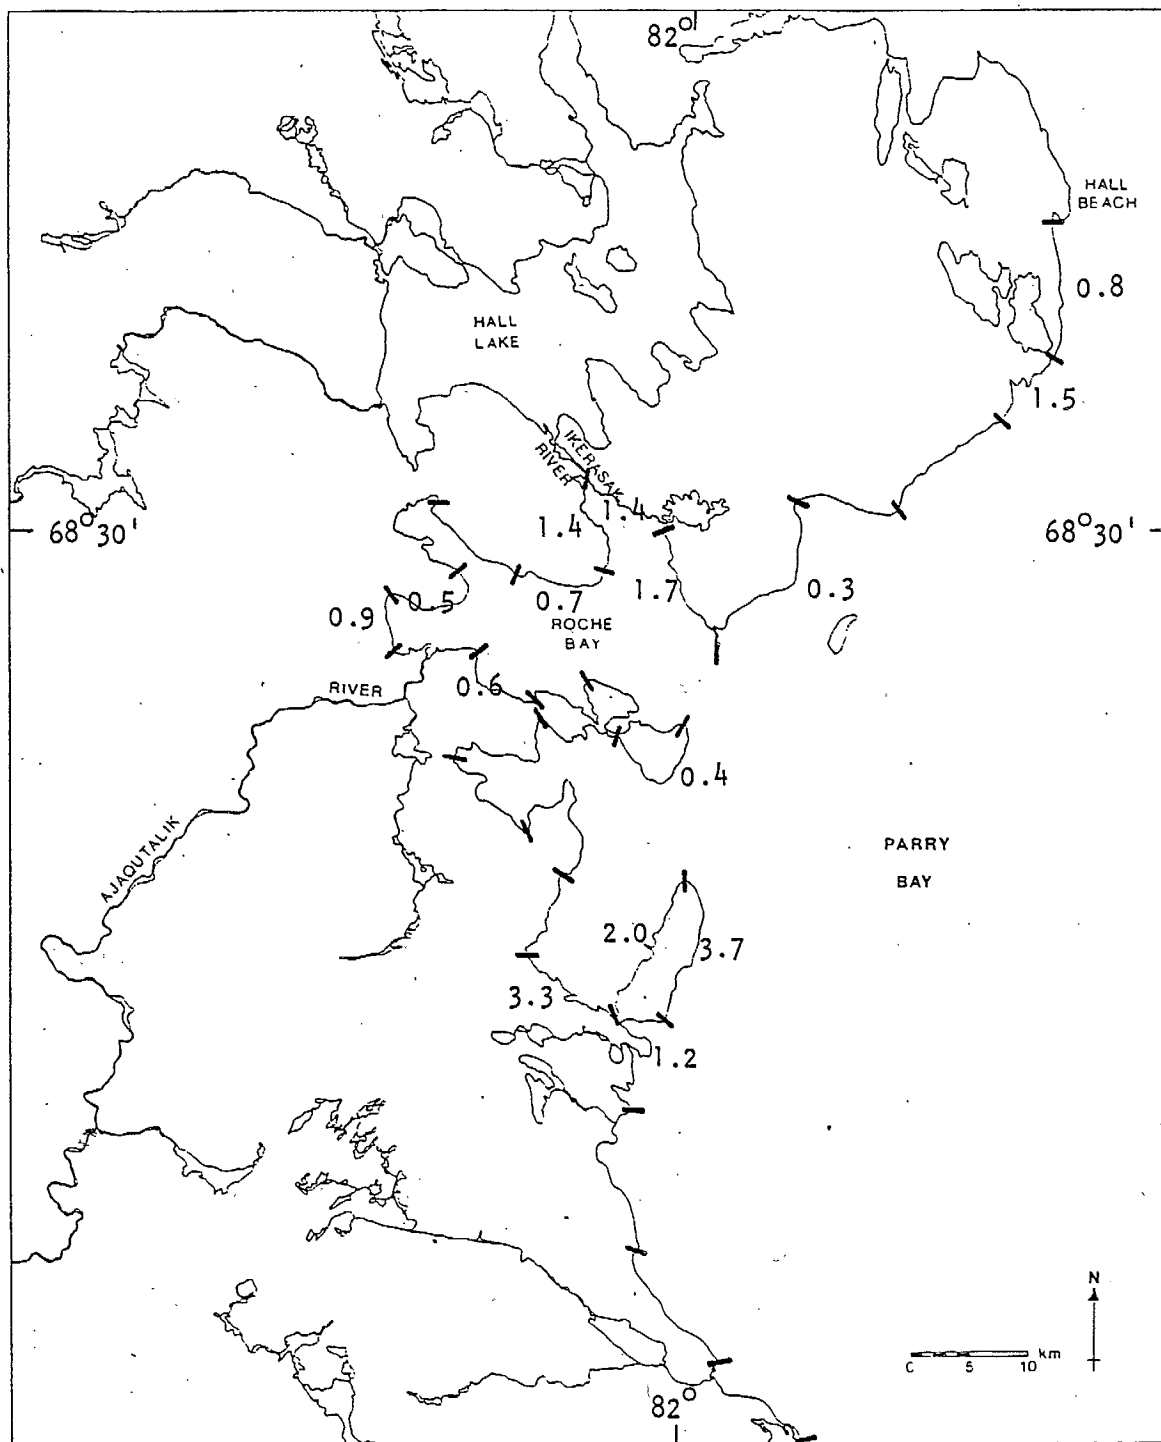 82°
HALL
BEACH
0.8
HALL
LAKE
1.5
IKERASAK
RIVER
1.4
1.4
68°30'
68°30'
1.7
0.3
0.5
0.7
0.9
ROCHE
BAY
0.6
RIVER
0.4
AJAQUTALIK
PARRY
BAY
2.0
3.7
3.3
1.2
N
km
0 5 10
82°